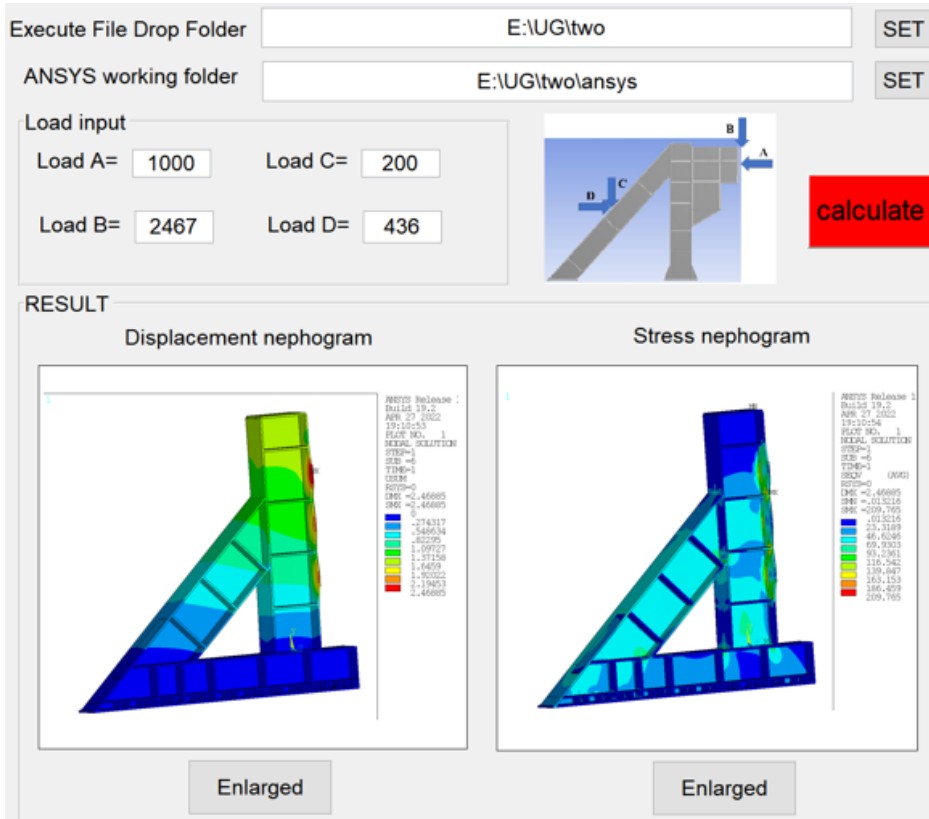 Execute File Drop Folder E:\UG\two SET
ANSYS working folder E:\UG\two\ansys SET
Load input
Load A= 1000 Load C= 200
Load B= 2467 Load D= 436
B
A
C
D
calculate
RESULT
Displacement nephogram
1
ANSYS Release 1
Build 19.2
APR 27 2022
19:10:53
PLOT NO. 1
NODAL SOLUTION
STEP=1
SUB =6
TIME=1
USUM
RSYS=0
DMX =2.46885
SMX =2.46885
0
.274317
.548634
.82295
1.09727
1.37158
1.6459
1.92022
2.19453
2.46885
Enlarged
Stress nephogram
1
ANSYS Release 1
Build 19.2
APR 27 2022
19:10:54
PLOT NO. 1
NODAL SOLUTION
STEP=1
SUB =6
TIME=1
SEQV (AVG)
RSYS=0
DMX =2.46885
SMN =.013216
SMX =209.765
.013216
23.3189
46.6246
69.9303
93.2361
116.542
139.847
163.153
186.459
209.765
Enlarged